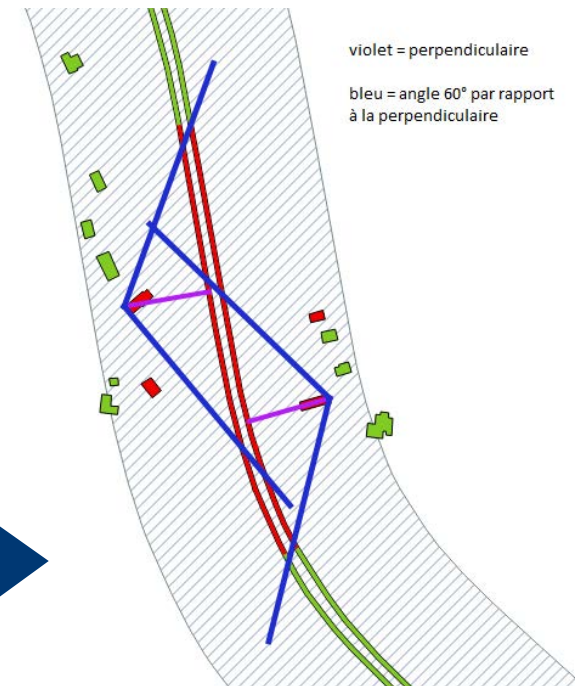 violet = perpendiculaire
bleu = angle 60° par rapport
à la perpendiculaire